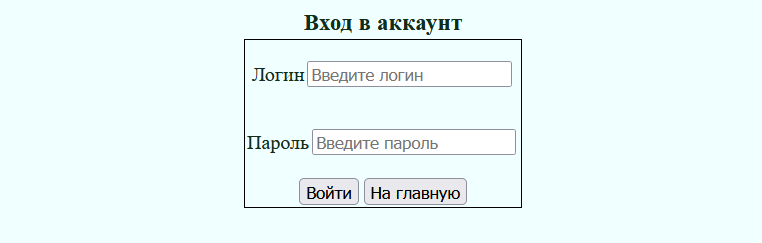 Вход в аккаунт
Логин Введите логин
Пароль Введите пароль
Войти На главную